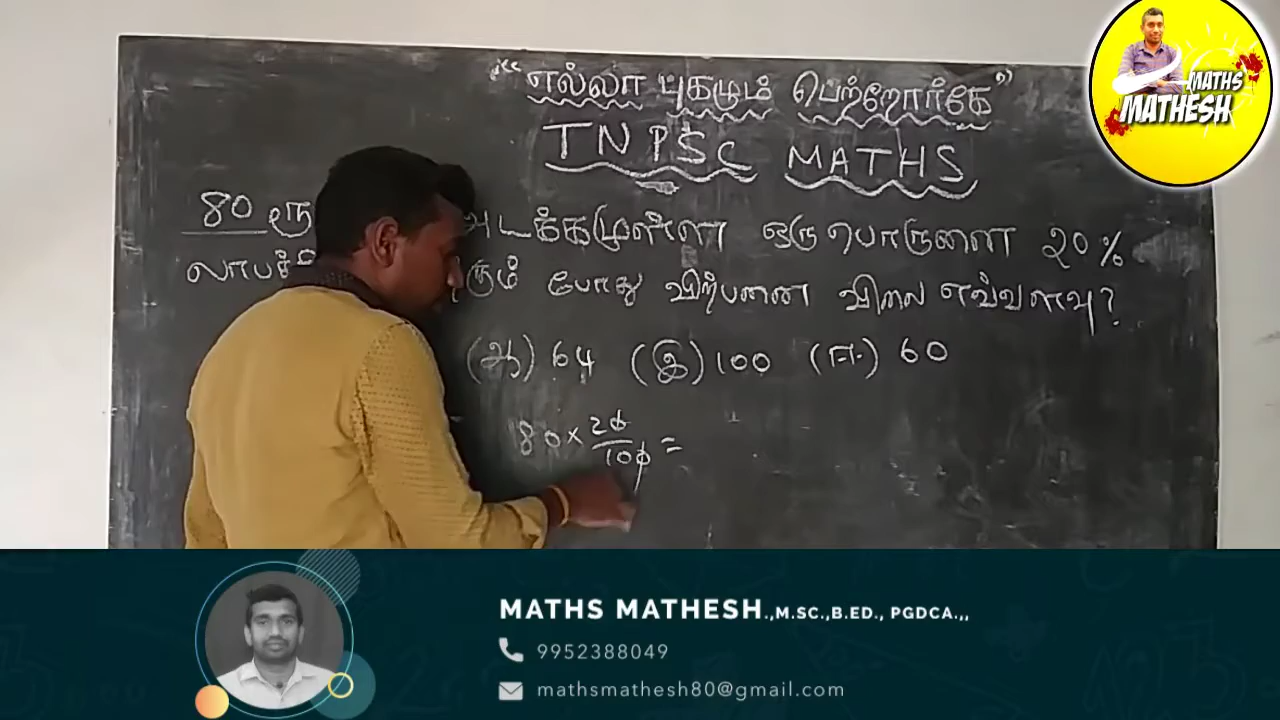 "எல்லா புகழும் பெற்றோர்கே"
TNPSC MATHS
80 ரூ அடக்கமுள்ள ஒரு பொருளை 20%
லாபத் போது விற்பனை விலை எவ்வளவு?
(ஆ) 64 (இ) 100 (ஈ) 60
80 × 20/100 =
MATHS
MATHESH
MATHS MATHESH.,M.SC.,B.ED., PGDCA.,,
9952388049
mathsmathesh80@gmail.com